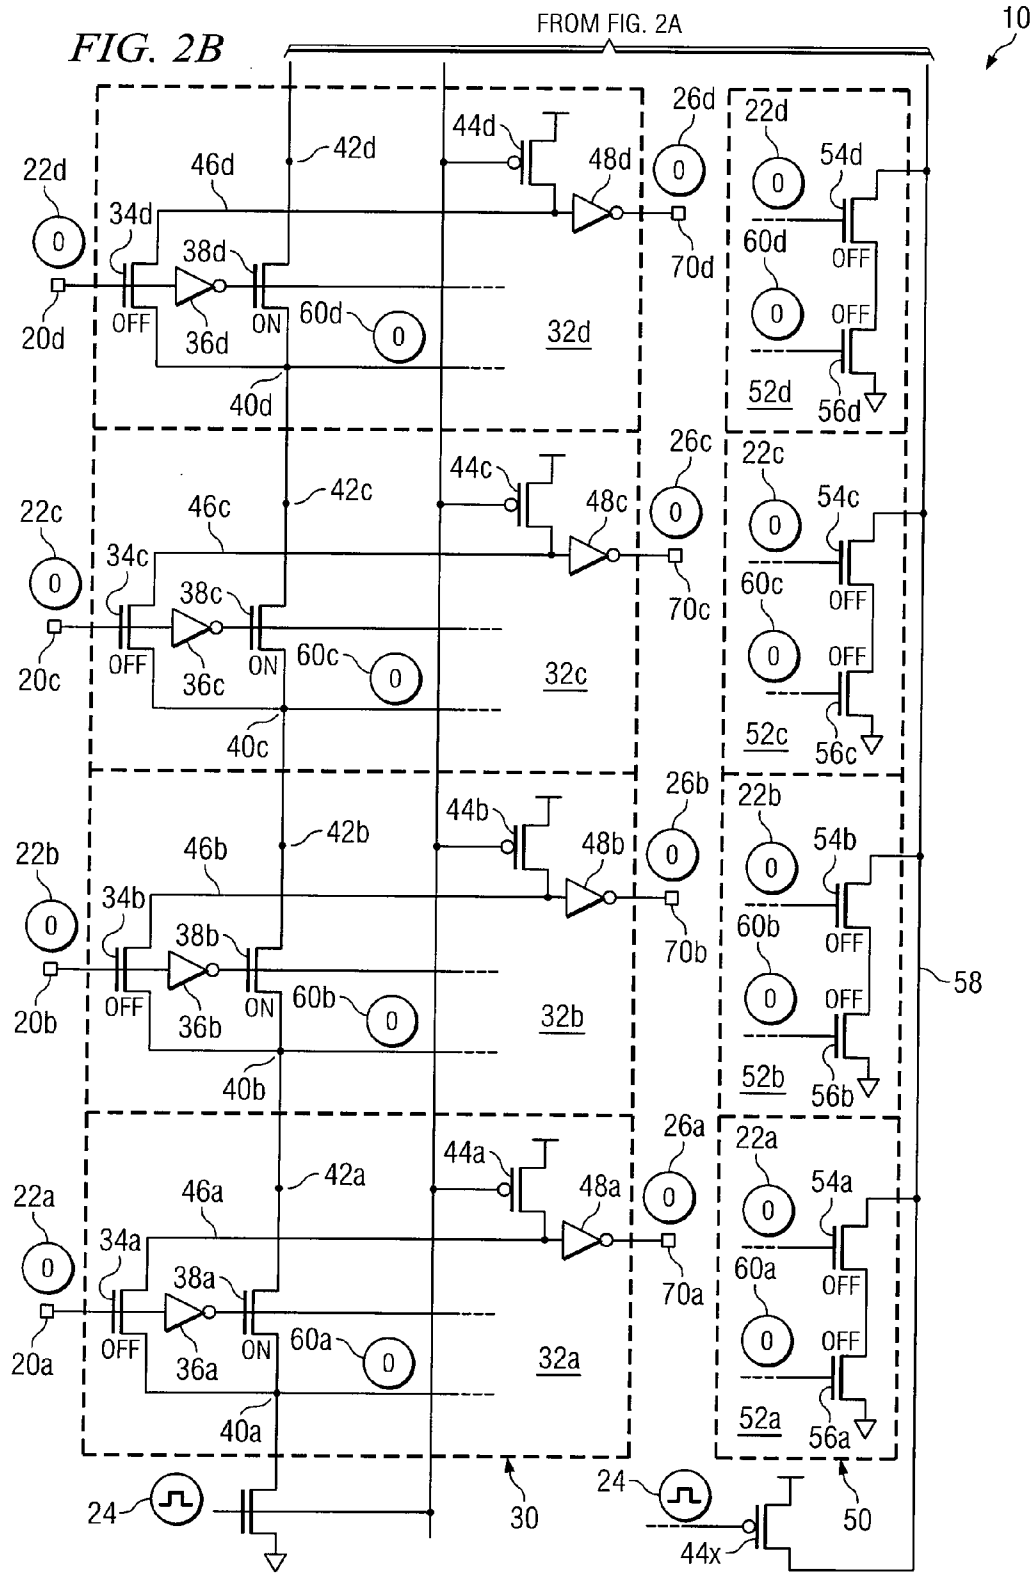 FIG. 2B
FROM FIG. 2A
10
22d
0
34d
20d
OFF
46d
36d
38d
ON
42d
60d
0
40d
44d
48d
26d
0
70d
32d
22d
0
54d
OFF
60d
0
OFF
52d
56d
22c
0
34c
20c
OFF
46c
36c
38c
ON
42c
60c
0
40c
44c
48c
26c
0
70c
32c
22c
0
54c
OFF
60c
0
OFF
52c
56c
22b
0
34b
20b
OFF
46b
36b
38b
ON
42b
60b
0
40b
44b
48b
26b
0
70b
32b
22b
0
54b
OFF
60b
0
OFF
52b
56b
58
22a
0
34a
20a
OFF
46a
36a
38a
ON
42a
60a
0
40a
44a
48a
26a
0
70a
32a
22a
0
54a
OFF
60a
0
OFF
52a
56a
24
30
24
44x
50